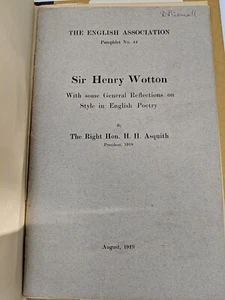 THE ENGLISH ASSOCIATION
Pamphlet No. 44
Sir Henry Wotton
With some General Reflections on
Style in English Poetry
By
The Right Hon. H. H. Asquith
President, 1919
August, 1919